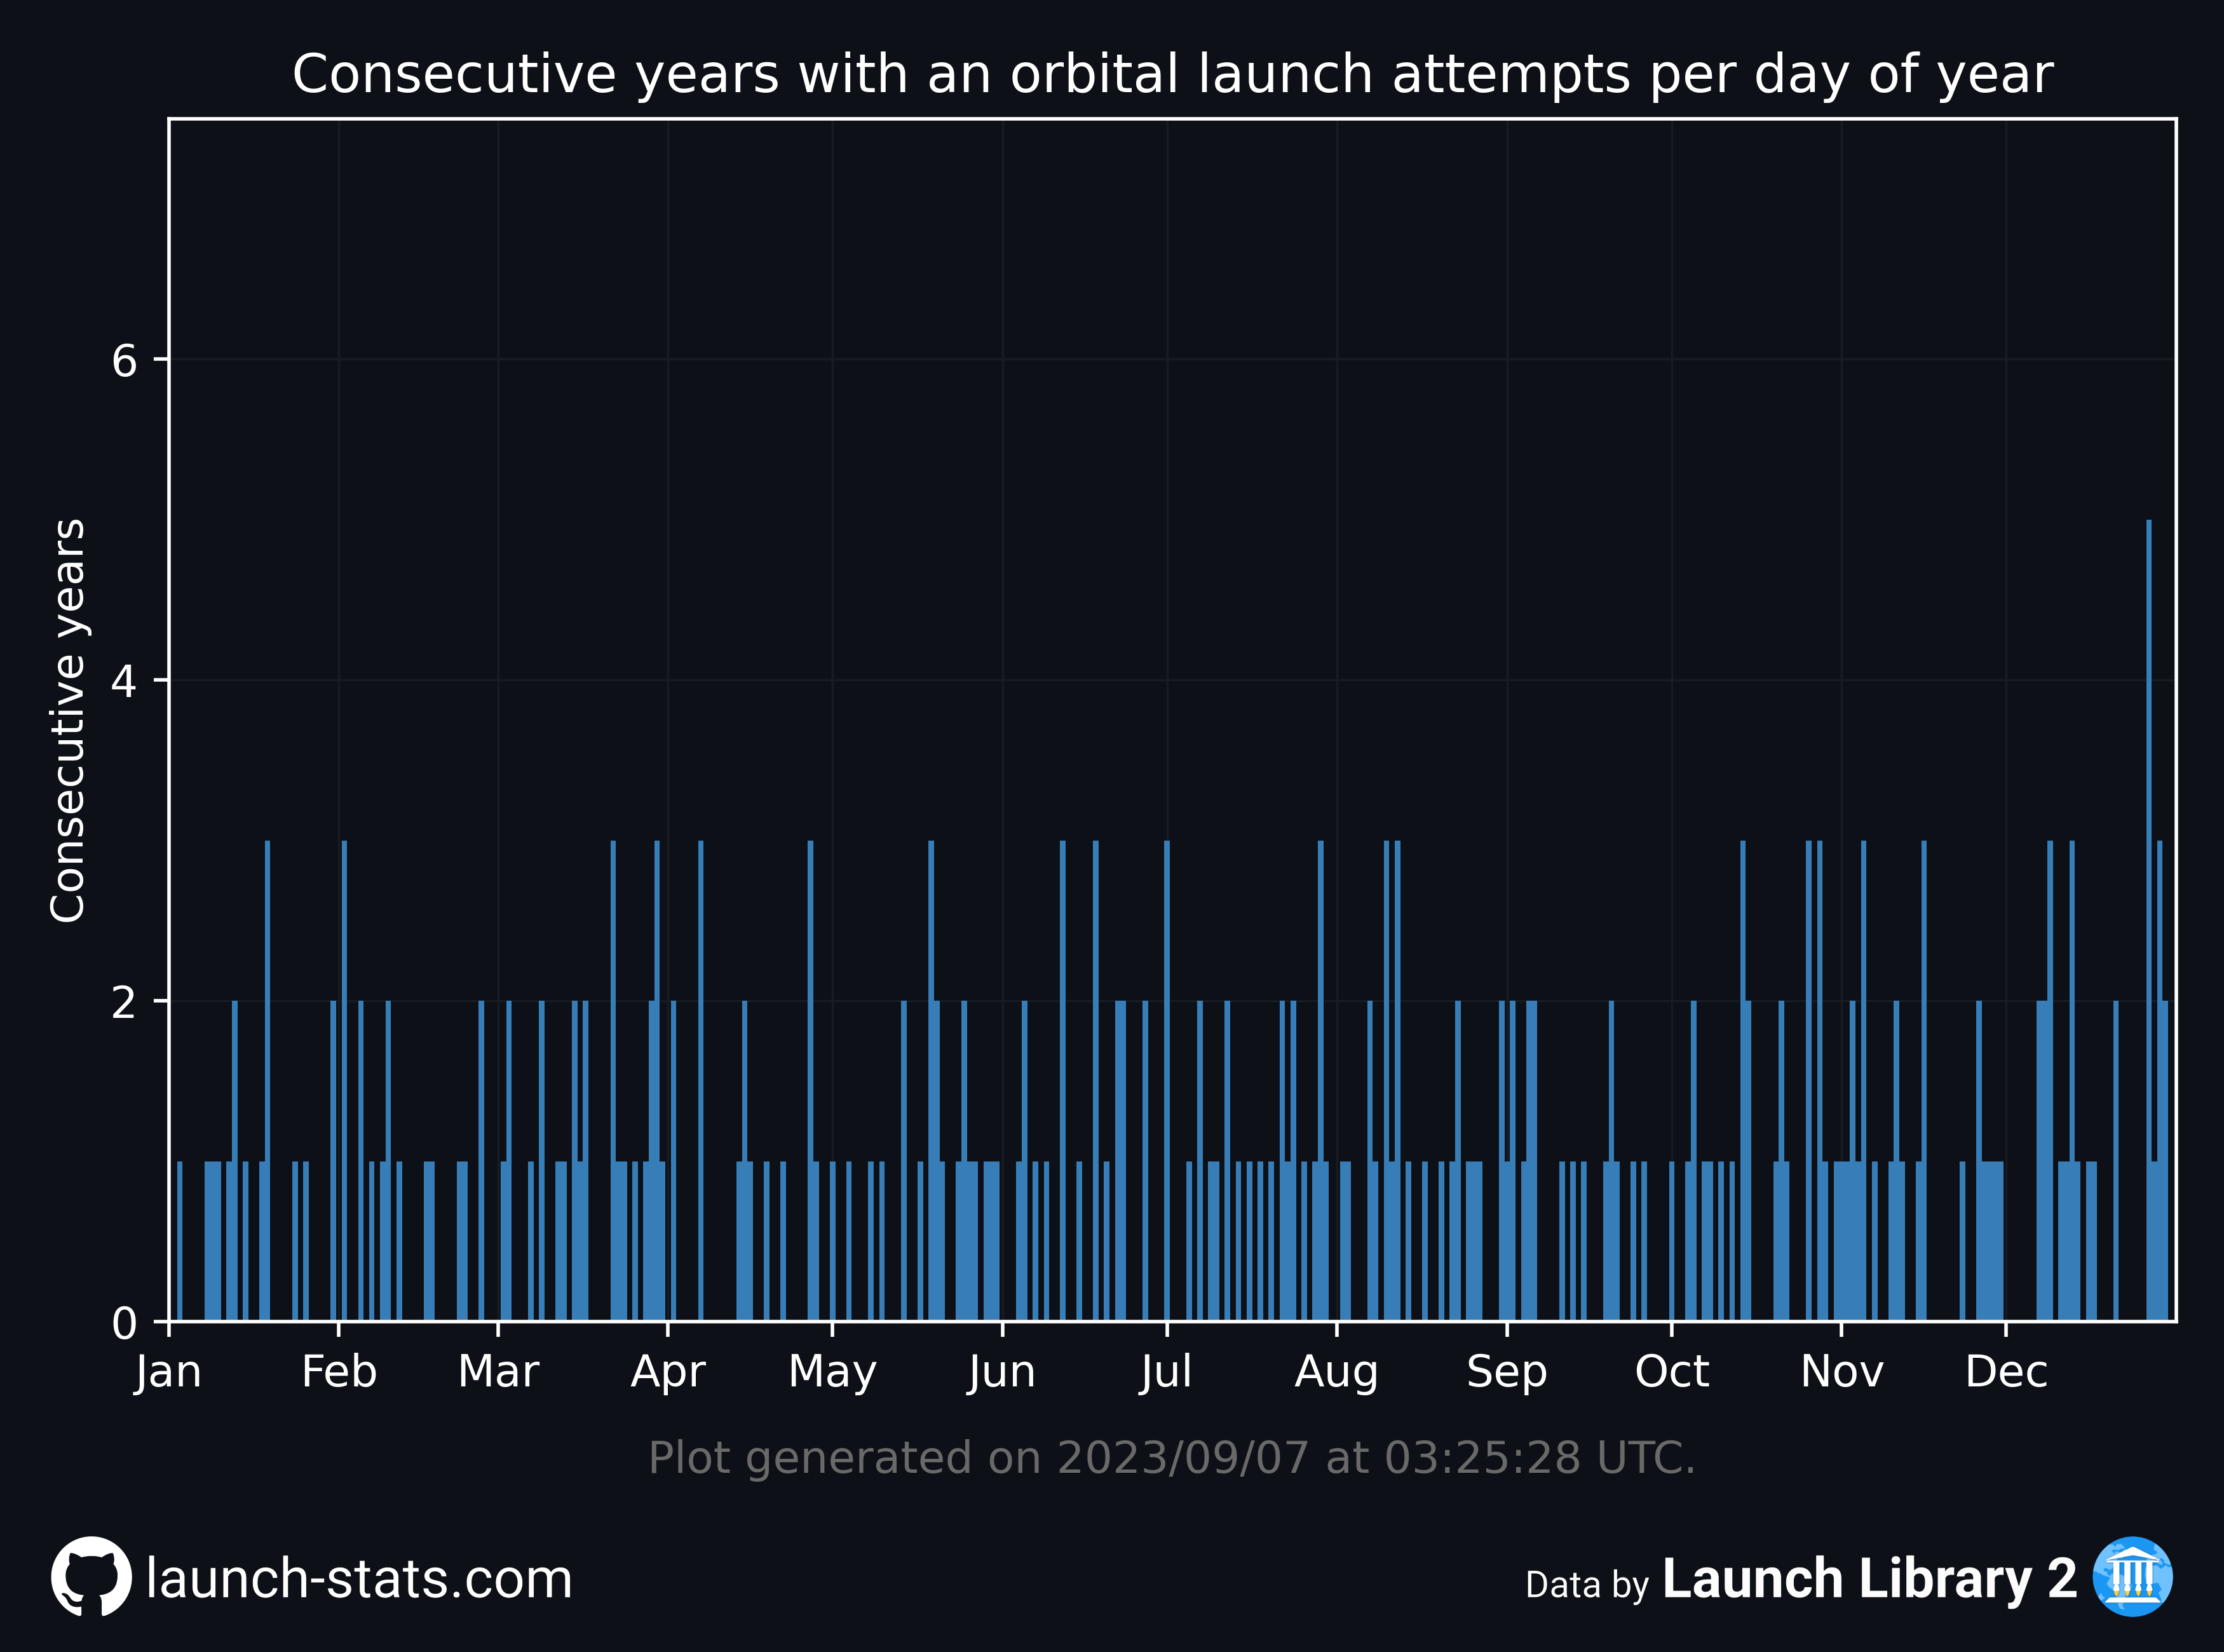 Consecutive years with an orbital launch attempts per day of year
Consecutive years
6
4
2
0
Jan Feb Mar Apr May Jun Jul Aug Sep Oct Nov Dec
Plot generated on 2023/09/07 at 03:25:28 UTC.
launch-stats.com
Data by Launch Library 2